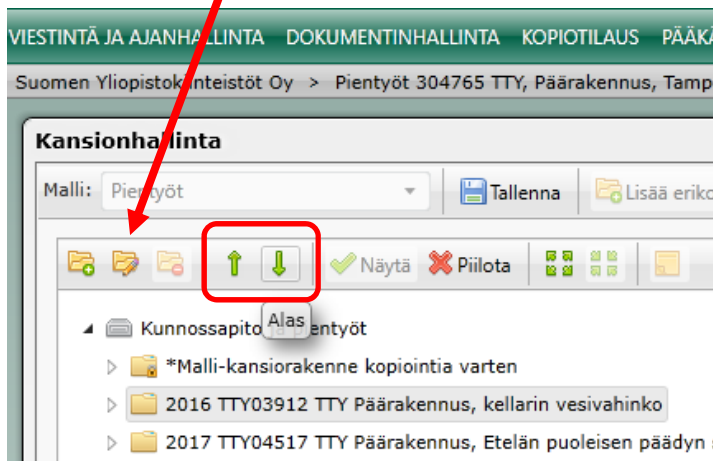 VIESTINTÄ JA AJANHALLINTA DOKUMENTINHALLINTA KOPIOTILAUS
Suomen Yliopistokiinteistöt Oy > Pientyöt 304765 TTY, Päärakennus, Tamp
Kansionhallinta
Malli: Pientyöt Tallenna Lisää eriko
Näytä Piilota
Alas
Kunnossapito ja pientyöt
*Malli-kansiorakenne kopiointia varten
2016 TTY03912 TTY Päärakennus, kellarin vesivahinko
2017 TTY04517 TTY Päärakennus, Etelän puoleisen päädyn